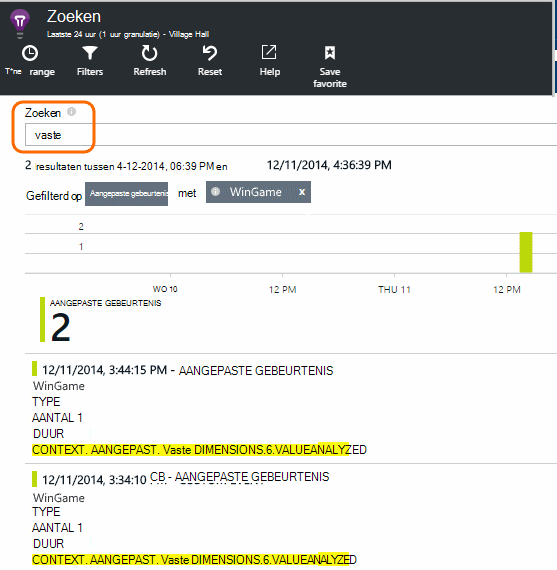 Zoeken
Laatste 24 uur (1 uur granulatie) - Village Hall
T*ne range
Filters
Refresh
Reset
Help
Save favorite
Zoeken
vaste
2 resultaten tussen 4-12-2014, 06:39 PM en 12/11/2014, 4:36:39 PM
Gefilterd op Aangepaste gebeurtenis met WinGame x
2
1
WO 10 12 PM THU 11 12 PM
AANGEPASTE GEBEURTENIS
2
12/11/2014, 3:44:15 PM - AANGEPASTE GEBEURTENIS
WinGame
TYPE
AANTAL 1
DUUR
CONTEXT. AANGEPAST. Vaste DIMENSIONS.6.VALUEANALYZED
12/11/2014, 3:34:10 CB - AANGEPASTE GEBEURTENIS
WinGame
TYPE
AANTAL 1
DUUR
CONTEXT. AANGEPAST. Vaste DIMENSIONS.6.VALUEANALYZED